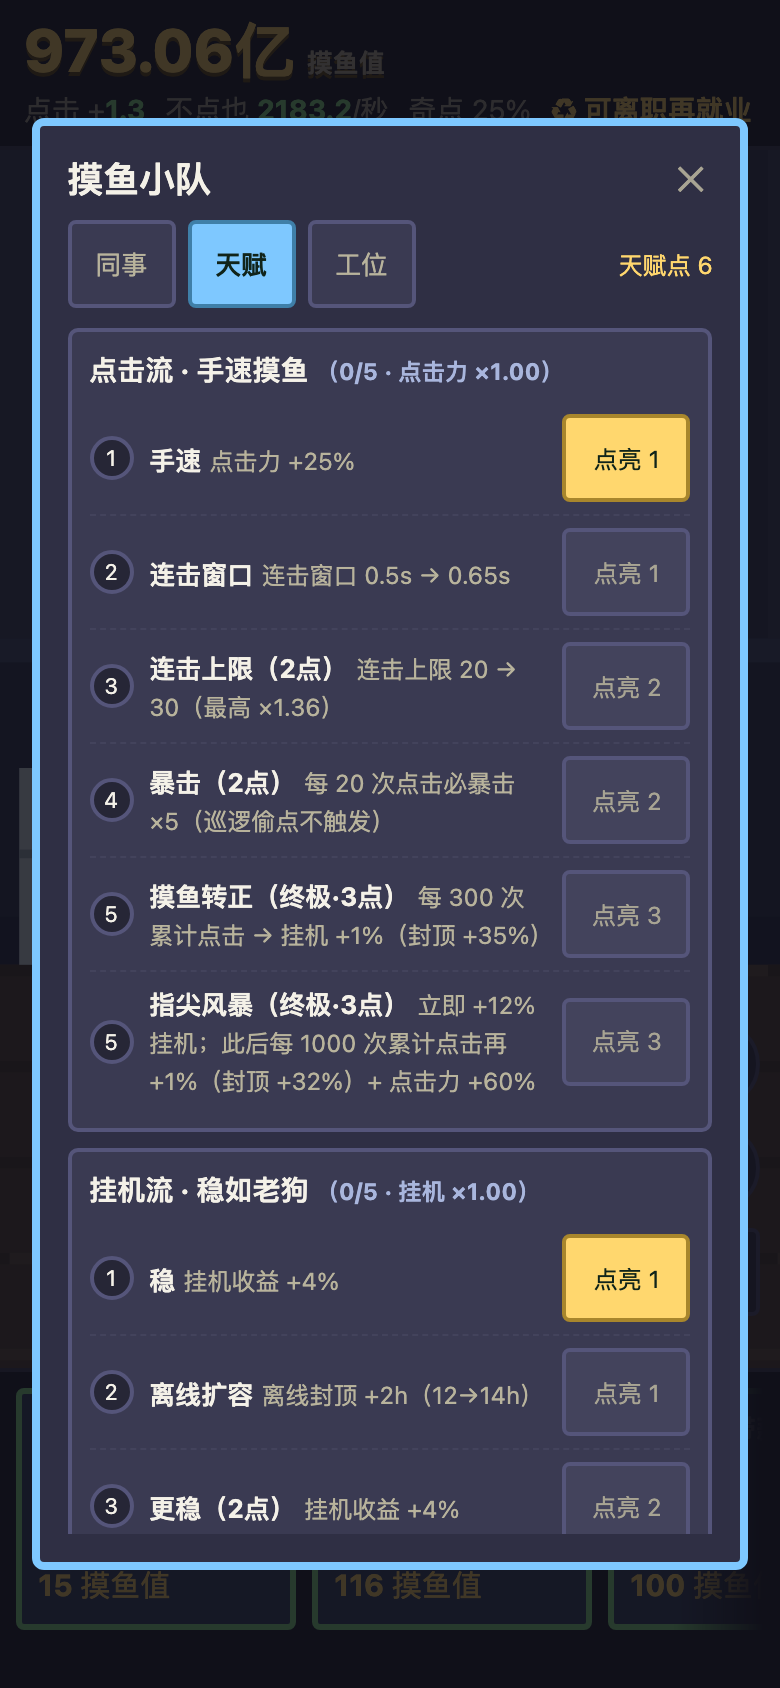 973.06亿 摸鱼值
点击 +1.3 不点也 2183.2/秒 奇点 25% ♻ 可离职再就业
摸鱼小队 ×
同事 天赋 工位 天赋点 6
点击流 · 手速摸鱼 (0/5 · 点击力 ×1.00)
1 手速 点击力 +25% 点亮 1
2 连击窗口 连击窗口 0.5s → 0.65s 点亮 1
3 连击上限（2点） 连击上限 20 →
30（最高 ×1.36） 点亮 2
4 暴击（2点） 每 20 次点击必暴击
×5（巡逻偷点不触发） 点亮 2
5 摸鱼转正（终极·3点） 每 300 次
累计点击 → 挂机 +1%（封顶 +35%） 点亮 3
5 指尖风暴（终极·3点） 立即 +12%
挂机；此后每 1000 次累计点击再 点亮 3
+1%（封顶 +32%）+ 点击力 +60%
挂机流 · 稳如老狗 (0/5 · 挂机 ×1.00)
1 稳 挂机收益 +4% 点亮 1
2 离线扩容 离线封顶 +2h（12→14h） 点亮 1
3 更稳（2点） 挂机收益 +4% 点亮 2
15 摸鱼值 116 摸鱼值 100 摸鱼